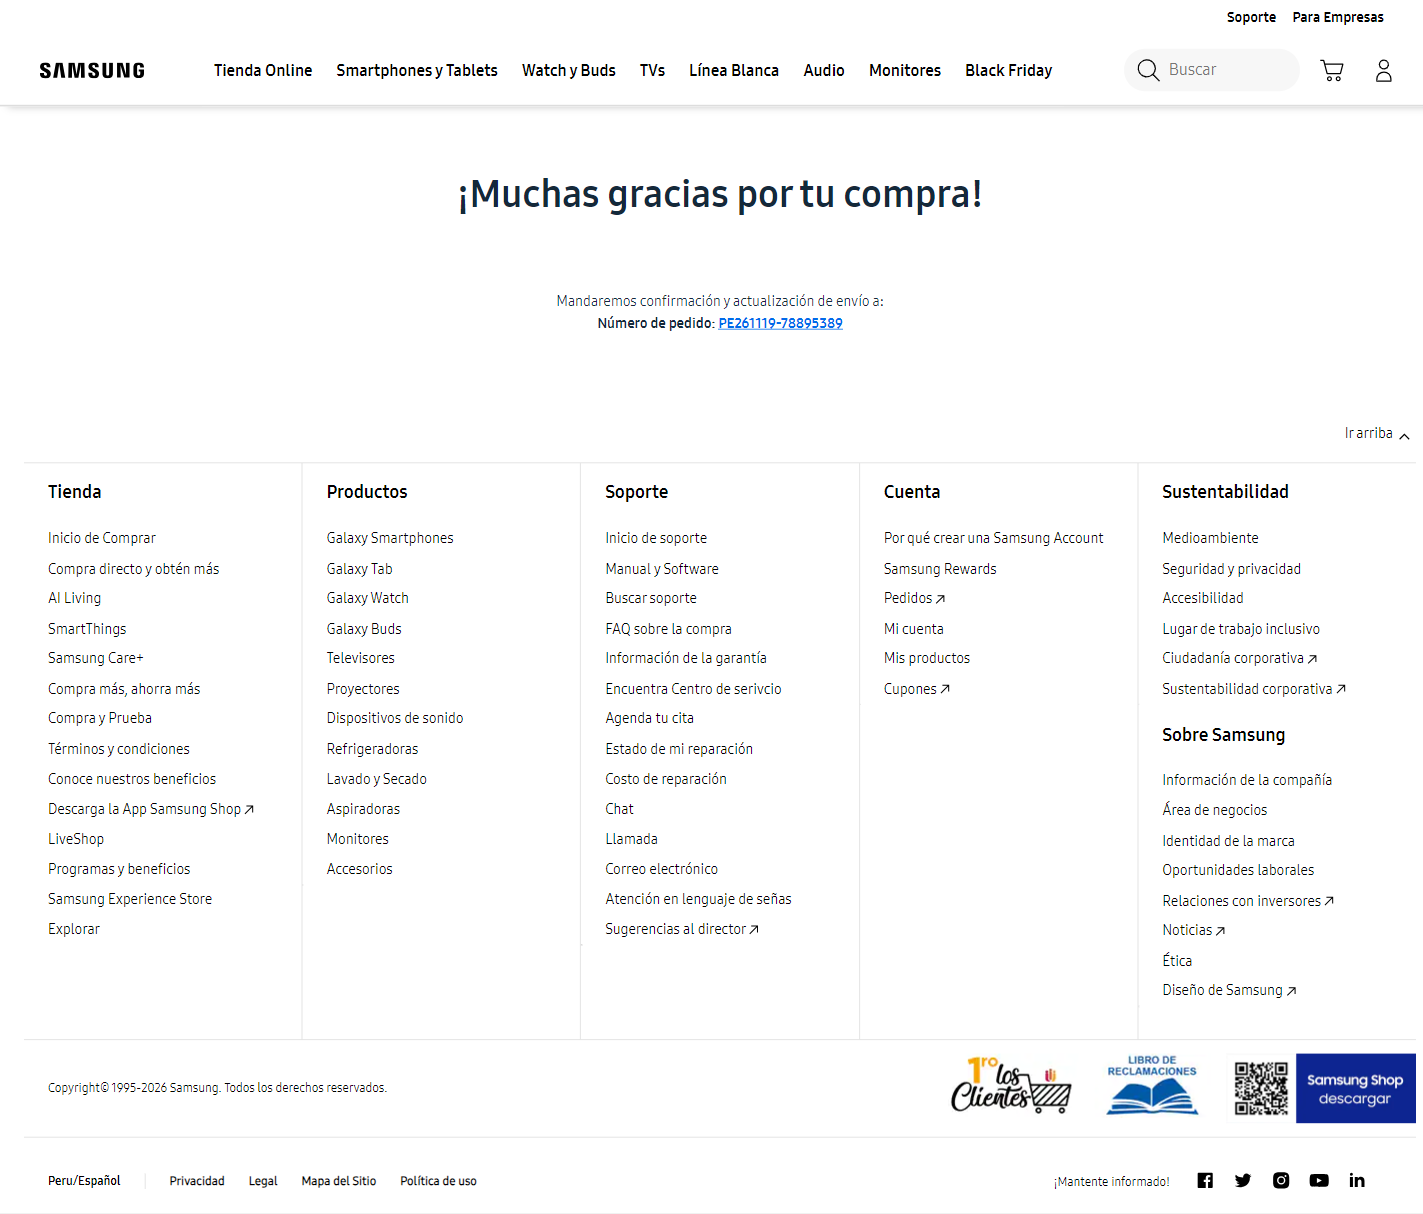 Soporte Para Empresas
SAMSUNG Tienda Online Smartphones y Tablets Watch y Buds TVs Línea Blanca Audio Monitores Black Friday Buscar
¡Muchas gracias por tu compra!
Mandaremos confirmación y actualización de envío a:
Número de pedido: PE261119-78895389
Ir arriba
Tienda
Inicio de Comprar
Compra directo y obtén más
AI Living
SmartThings
Samsung Care+
Compra más, ahorra más
Compra y Prueba
Términos y condiciones
Conoce nuestros beneficios
Descarga la App Samsung Shop
LiveShop
Programas y beneficios
Samsung Experience Store
Explorar
Productos
Galaxy Smartphones
Galaxy Tab
Galaxy Watch
Galaxy Buds
Televisores
Proyectores
Dispositivos de sonido
Refrigeradoras
Lavado y Secado
Aspiradoras
Monitores
Accesorios
Soporte
Inicio de soporte
Manual y Software
Buscar soporte
FAQ sobre la compra
Información de la garantía
Encuentra Centro de serivcio
Agenda tu cita
Estado de mi reparación
Costo de reparación
Chat
Llamada
Correo electrónico
Atención en lenguaje de señas
Sugerencias al director
Cuenta
Por qué crear una Samsung Account
Samsung Rewards
Pedidos
Mi cuenta
Mis productos
Cupones
Sustentabilidad
Medioambiente
Seguridad y privacidad
Accesibilidad
Lugar de trabajo inclusivo
Ciudadanía corporativa
Sustentabilidad corporativa
Sobre Samsung
Información de la compañía
Área de negocios
Identidad de la marca
Oportunidades laborales
Relaciones con inversores
Noticias
Ética
Diseño de Samsung
Copyright© 1995-2026 Samsung. Todos los derechos reservados.
1ro los
Clientes
LIBRO DE
RECLAMACIONES
Samsung Shop
descargar
Peru/Español Privacidad Legal Mapa del Sitio Política de uso ¡Mantente informado!